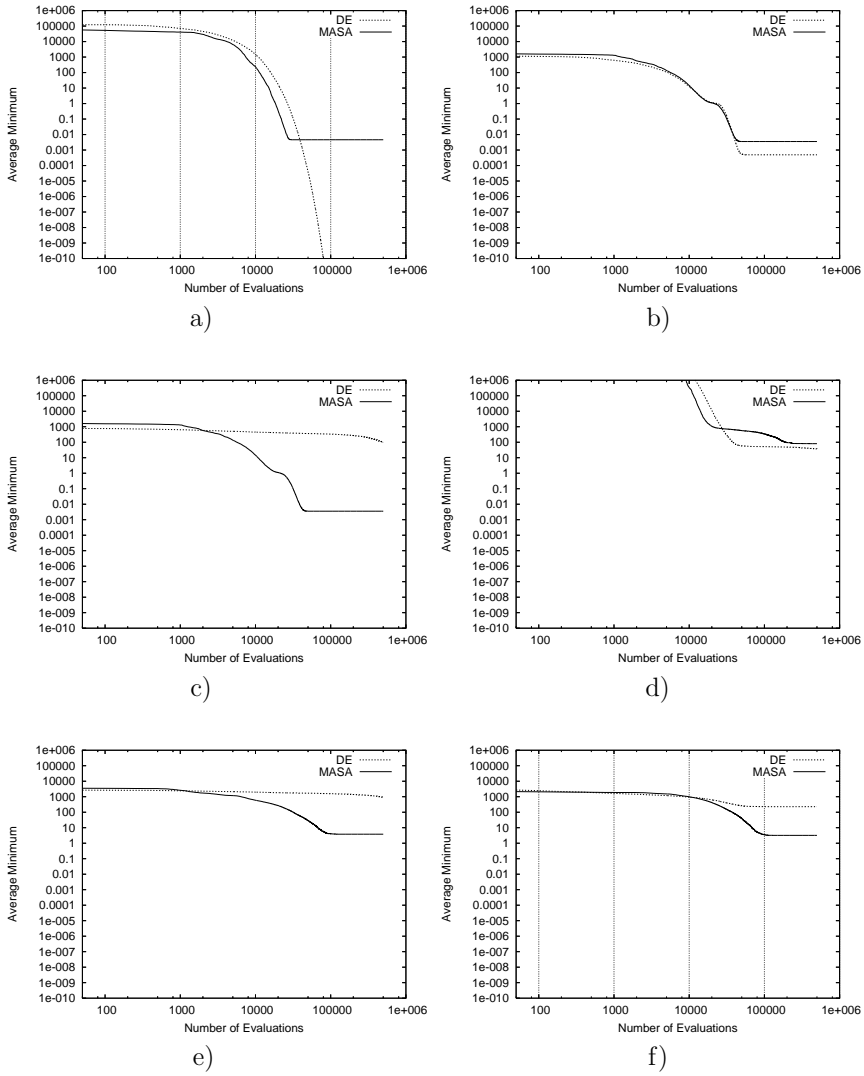 1e+006
100000
10000
1000
100
10
1
0.1
0.01
0.001
0.0001
1e-005
1e-006
1e-007
1e-008
1e-009
1e-010
Average Minimum
DE
MASA
100
1000
10000
100000
1e+006
Number of Evaluations
a)
1e+006
100000
10000
1000
100
10
1
0.1
0.01
0.001
0.0001
1e-005
1e-006
1e-007
1e-008
1e-009
1e-010
Average Minimum
DE
MASA
100
1000
10000
100000
1e+006
Number of Evaluations
b)
1e+006
100000
10000
1000
100
10
1
0.1
0.01
0.001
0.0001
1e-005
1e-006
1e-007
1e-008
1e-009
1e-010
Average Minimum
DE
MASA
100
1000
10000
100000
1e+006
Number of Evaluations
c)
1e+006
100000
10000
1000
100
10
1
0.1
0.01
0.001
0.0001
1e-005
1e-006
1e-007
1e-008
1e-009
1e-010
Average Minimum
DE
MASA
100
1000
10000
100000
1e+006
Number of Evaluations
d)
1e+006
100000
10000
1000
100
10
1
0.1
0.01
0.001
0.0001
1e-005
1e-006
1e-007
1e-008
1e-009
1e-010
Average Minimum
DE
MASA
100
1000
10000
100000
1e+006
Number of Evaluations
e)
1e+006
100000
10000
1000
100
10
1
0.1
0.01
0.001
0.0001
1e-005
1e-006
1e-007
1e-008
1e-009
1e-010
Average Minimum
DE
MASA
100
1000
10000
100000
1e+006
Number of Evaluations
f)